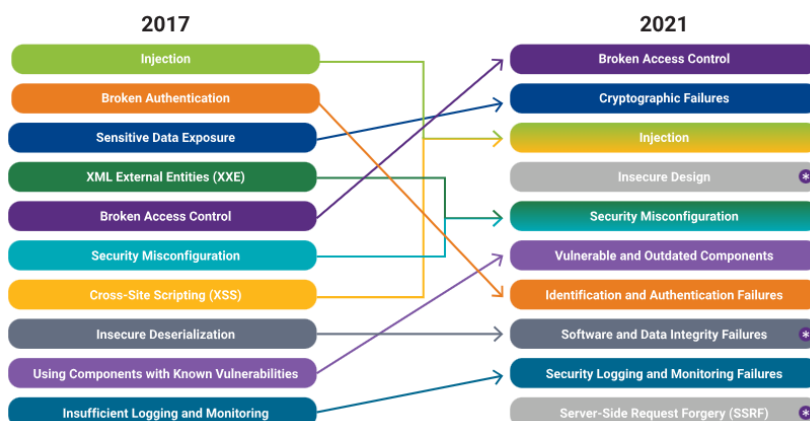 2017
Injection
Broken Authentication
Sensitive Data Exposure
XML External Entities (XXE)
Broken Access Control
Security Misconfiguration
Cross-Site Scripting (XSS)
Insecure Deserialization
Using Components with Known Vulnerabilities
Insufficient Logging and Monitoring
2021
Broken Access Control
Cryptographic Failures
Injection
Insecure Design *
Security Misconfiguration
Vulnerable and Outdated Components
Identification and Authentication Failures
Software and Data Integrity Failures *
Security Logging and Monitoring Failures
Server-Side Request Forgery (SSRF) *